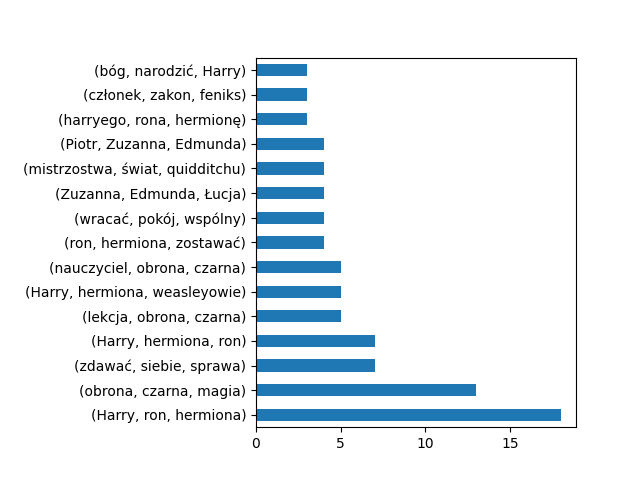 (bóg, narodzić, Harry)
(członek, zakon, feniks)
(harryego, rona, hermionę)
(Piotr, Zuzanna, Edmunda)
(mistrzostwa, świat, quidditchu)
(Zuzanna, Edmunda, Łucja)
(wracać, pokój, wspólny)
(ron, hermiona, zostawać)
(nauczyciel, obrona, czarna)
(Harry, hermiona, weasleyowie)
(lekcja, obrona, czarna)
(Harry, hermiona, ron)
(zdawać, siebie, sprawa)
(obrona, czarna, magia)
(Harry, ron, hermiona)
0 5 10 15